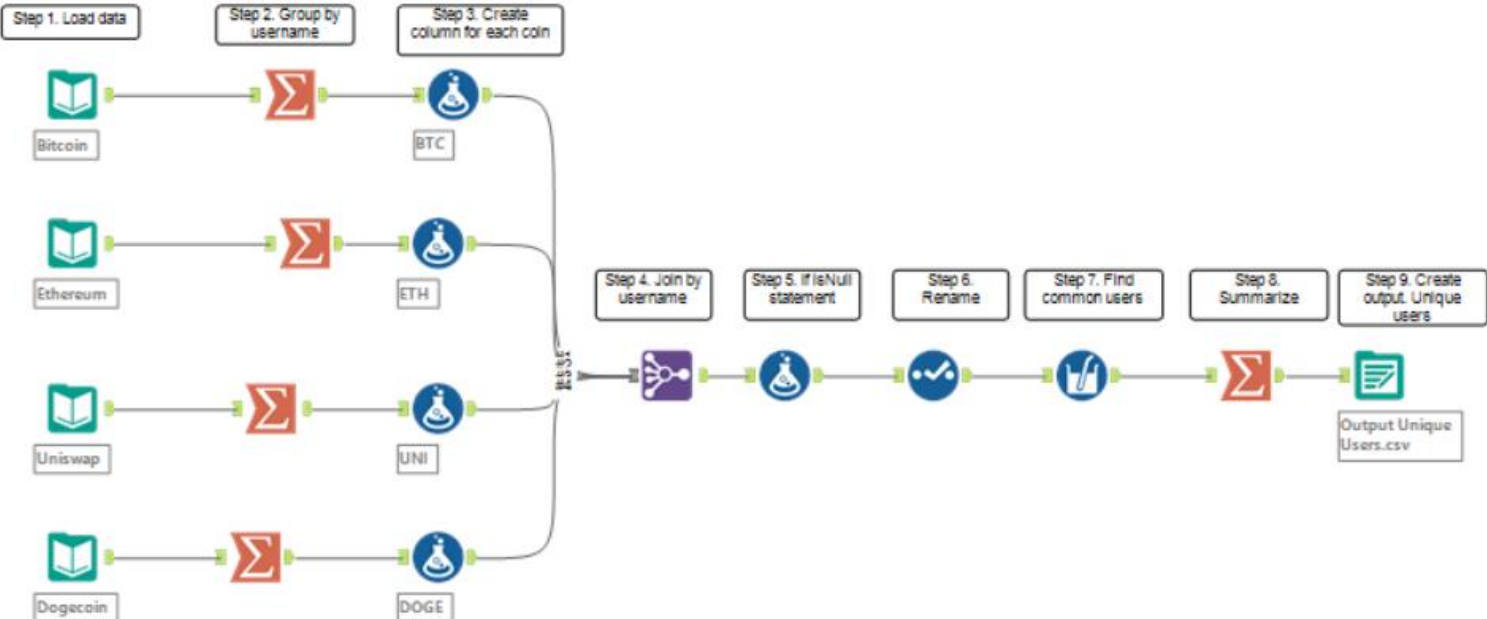 Step 1. Load data
Step 2. Group by
username
Step 3. Create
column for each coin
Bitcoin
BTC
Ethereum
ETH
Step 4. Join by
username
Step 5. If IsNull
statement
Step 6.
Rename
Step 7. Find
common users
Step 8.
Summarize
Step 9. Create
output. Unique
users
Output Unique
Users.csv
Uniswap
UNI
Dogecoin
DOGE